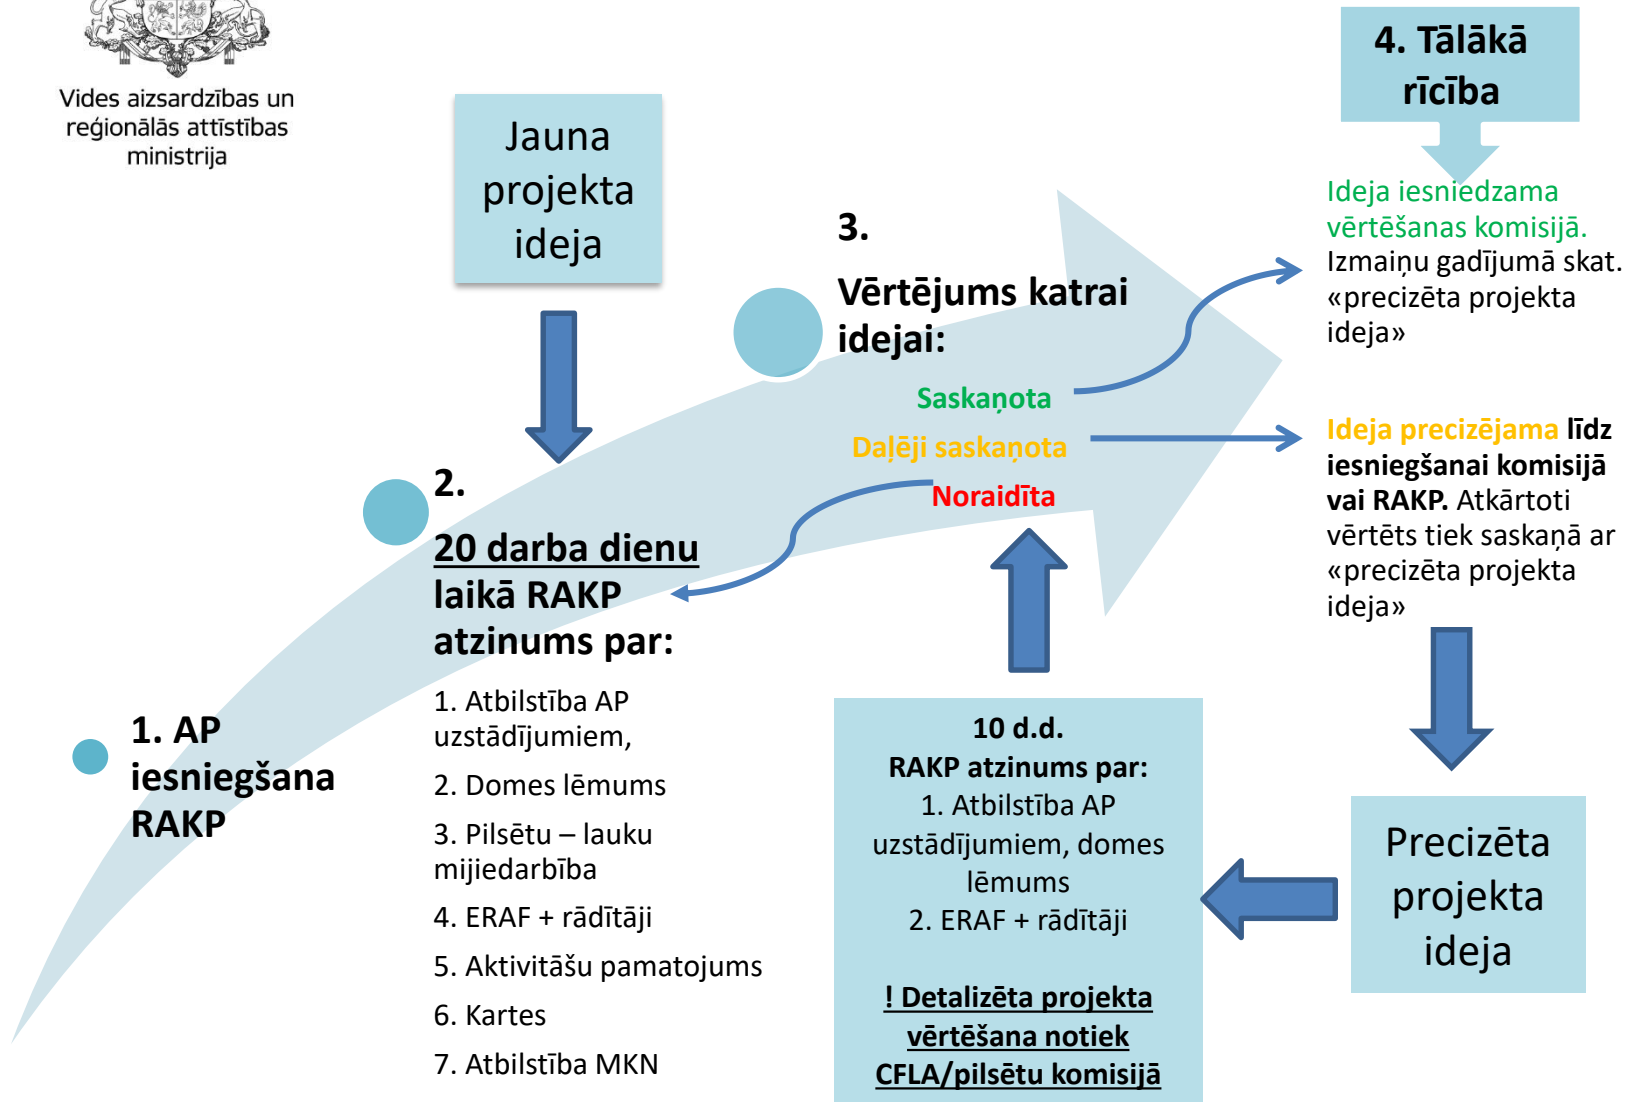 Vides aizsardzības un
reģionālās attīstības
ministrija
Jauna
projekta
ideja
1. AP
iesniegšana
RAKP
2.
20 darba dienu
laikā RAKP
atzinums par:
1. Atbilstība AP
uzstādījumiem,
2. Domes lēmums
3. Pilsētu – lauku
mijiedarbība
4. ERAF + rādītāji
5. Aktivitāšu pamatojums
6. Kartes
7. Atbilstība MKN
3.
Vērtējums katrai
idejai:
Saskaņota
Daļēji saskaņota
Noraidīta
4. Tālākā
rīcība
Ideja iesniedzama
vērtēšanas komisijā.
Izmaiņu gadījumā skat.
«precizēta projekta
ideja»
Ideja precizējama līdz
iesniegšanai komisijā
vai RAKP. Atkārtoti
vērtēts tiek saskaņā ar
«precizēta projekta
ideja»
Precizēta
projekta
ideja
10 d.d.
RAKP atzinums par:
1. Atbilstība AP
uzstādījumiem, domes
lēmums
2. ERAF + rādītāji
! Detalizēta projekta
vērtēšana notiek
CFLA/pilsētu komisijā